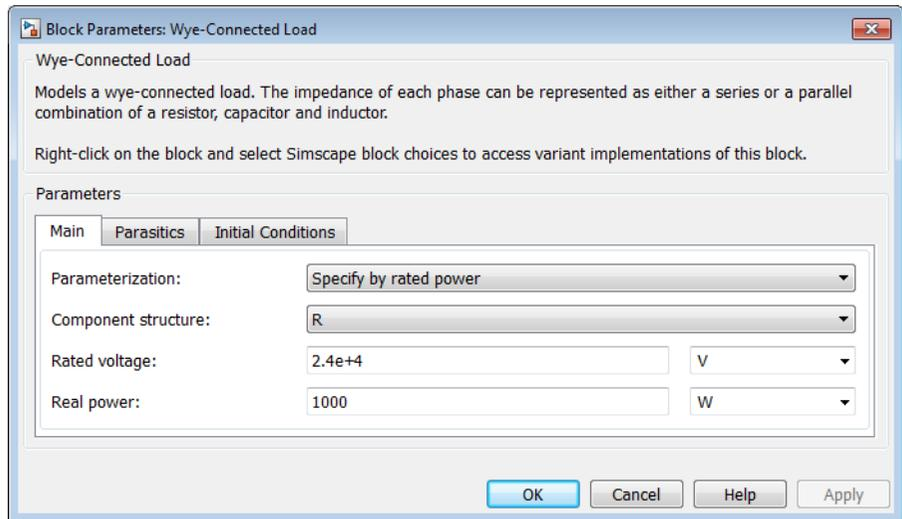 Block Parameters: Wye-Connected Load
Wye-Connected Load
Models a wye-connected load. The impedance of each phase can be represented as either a series or a parallel
combination of a resistor, capacitor and inductor.
Right-click on the block and select Simscape block choices to access variant implementations of this block.
Parameters
Main Parasitics Initial Conditions
Parameterization: Specify by rated power
Component structure: R
Rated voltage: 2.4e+4 V
Real power: 1000 W
OK Cancel Help Apply